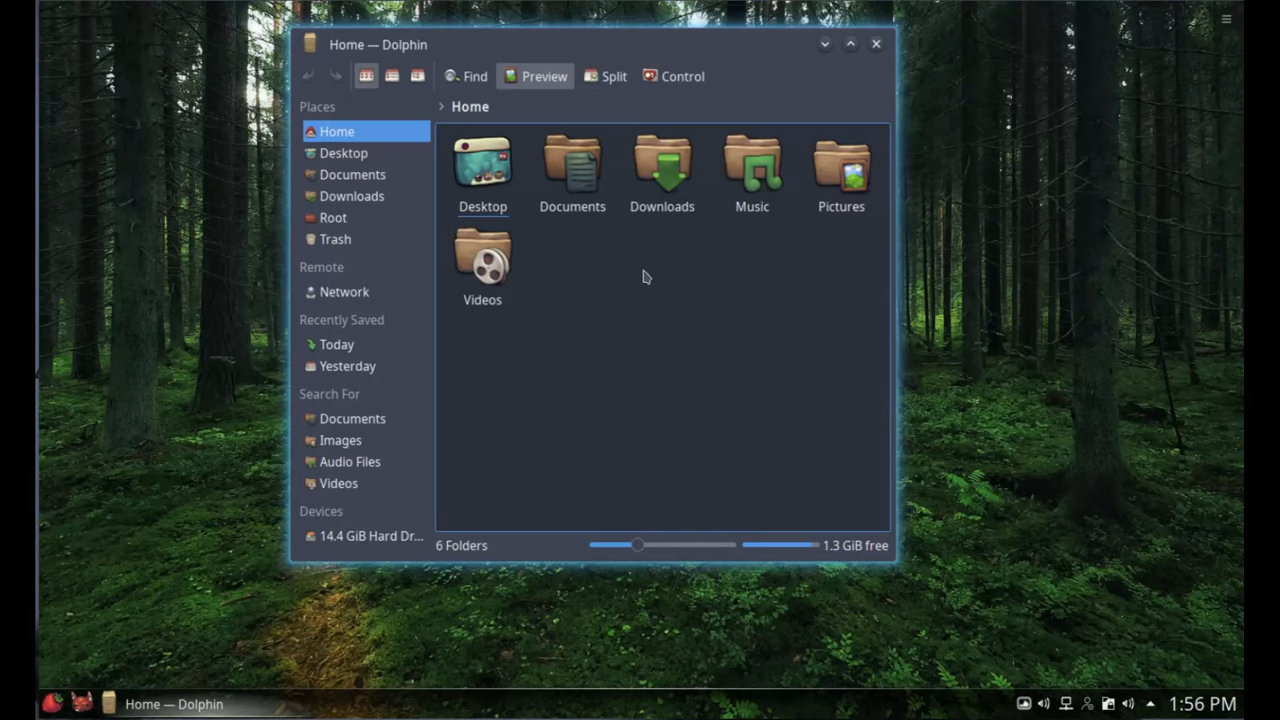 Home — Dolphin
Find Preview Split Control
Places
Home
Desktop
Documents
Downloads
Root
Trash
Remote
Network
Recently Saved
Today
Yesterday
Search For
Documents
Images
Audio Files
Videos
Devices
14.4 GiB Hard Dr...
› Home
Desktop Documents Downloads Music Pictures
Videos
6 Folders 1.3 GiB free
Home — Dolphin 1:56 PM